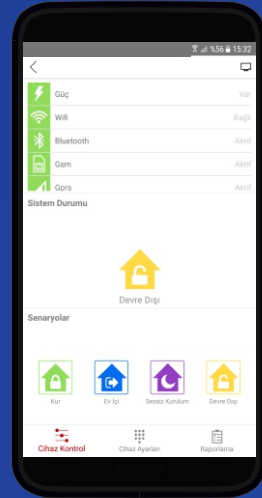 %56 15:32
Güç Var
Wifi Bağlı
Bluetooth Aktif
Gsm Aktif
Gprs Aktif
Sistem Durumu
Devre Dışı
Senaryolar
Kur Ev İçi Sessiz Kurulum Devre Dışı
Cihaz Kontrol Cihaz Ayarları Raporlama